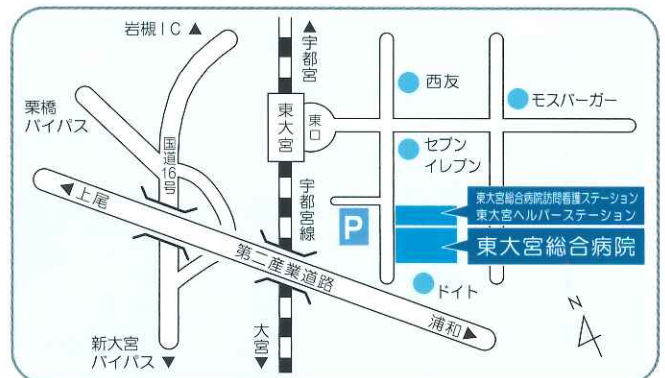 岩槻IC▲
▲宇都宮
栗橋
バイパス
国道16号
東大宮
東口
西友
モスバーガー
セブン
イレブン
宇都宮線
P
東大宮総合病院訪問看護ステーション
東大宮ヘルパーステーション
東大宮総合病院
◀上尾
第二産業道路
浦和▶
ドイト
N
新大宮
バイパス▼
大宮▼